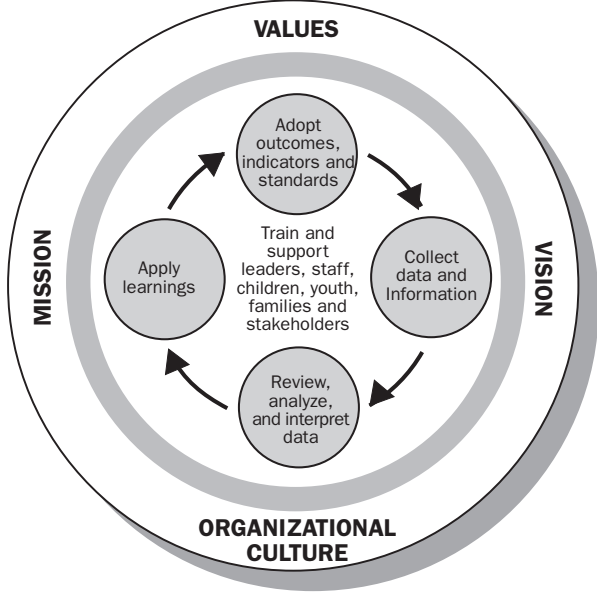 VALUES
Adopt
outcomes,
indicators and
standards
MISSION
Apply
learnings
Train and
support
leaders, staff,
children, youth,
families and
stakeholders
Collect
data and
Information
VISION
Review,
analyze,
and interpret
data
ORGANIZATIONAL
CULTURE